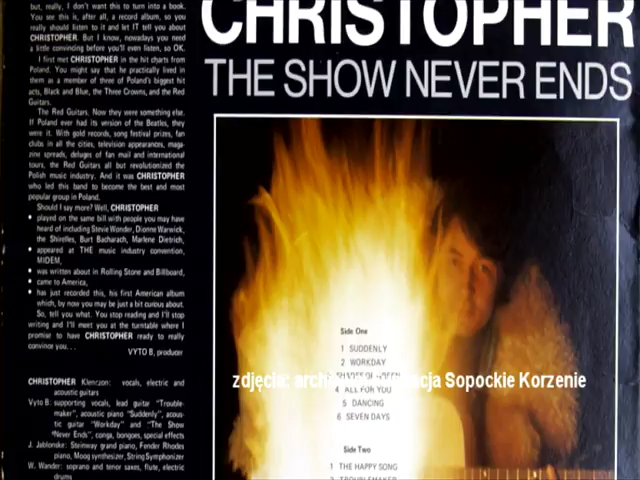 but, really, I don't want this to turn into a book.
You see this is, after all, a record album, so you
really should listen to it and let IT tell you about
CHRISTOPHER. But I know, nowadays you need
a little convincing before you'll even listen, so OK.
I first met CHRISTOPHER in the hit charts from
Poland. You might say that he practically lived in
them as a member of three of Poland's biggest hit
acts, Black and Blue, the Three Crowns, and the Red
Guitars.
The Red Guitars. Now they were something else.
If Poland ever had its version of the Beatles, they
were it. With gold records, song festival prizes, fan
clubs in all the cities, television appearances, maga-
zine spreads, deluges of fan mail and international
tours, the Red Guitars all but revolutionized the
Polish music industry. And it was CHRISTOPHER
who led this band to become the best and most
popular group in Poland.
Should I say more? Well, CHRISTOPHER
• played on the same bill with people you may have
heard of including Stevie Wonder, Dionne Warwick,
the Shirelles, Burt Bacharach, Marlene Dietrich,
• appeared at THE music industry convention,
MIDEM,
• was written about in Rolling Stone and Billboard,
• came to America,
• has just recorded this, his first American album
which, by now you may be just a bit curious about.
So, tell you what. You stop reading and I'll stop
writing and I'll meet you at the turntable where I
promise to have CHRISTOPHER ready to really
convince you...
VYTO B, producer
CHRISTOPHER Klenczon: vocals, electric and
acoustic guitars
Vyto B. supporting vocals, lead guitar "Trouble-
maker", acoustic piano "Suddenly", acous-
tic guitar "Workday" and "The Show
Never Ends", conga, bongoes, special effects
J. Jablonske: Steinway grand piano, Fender Rhodes
piano, Moog synthesizer, String Symphonizer
W. Wander: soprano and tenor saxes, flute, electric
drums
CHRISTOPHER
THE SHOW NEVER ENDS
Side One
1 SUDDENLY
2 WORKDAY
zdjęcia: Sopockie Korzenie
4 ALL FOR YOU
5 DANCING
6 SEVEN DAYS
Side Two
1 THE HAPPY SONG
2 TROUBLEMAKER